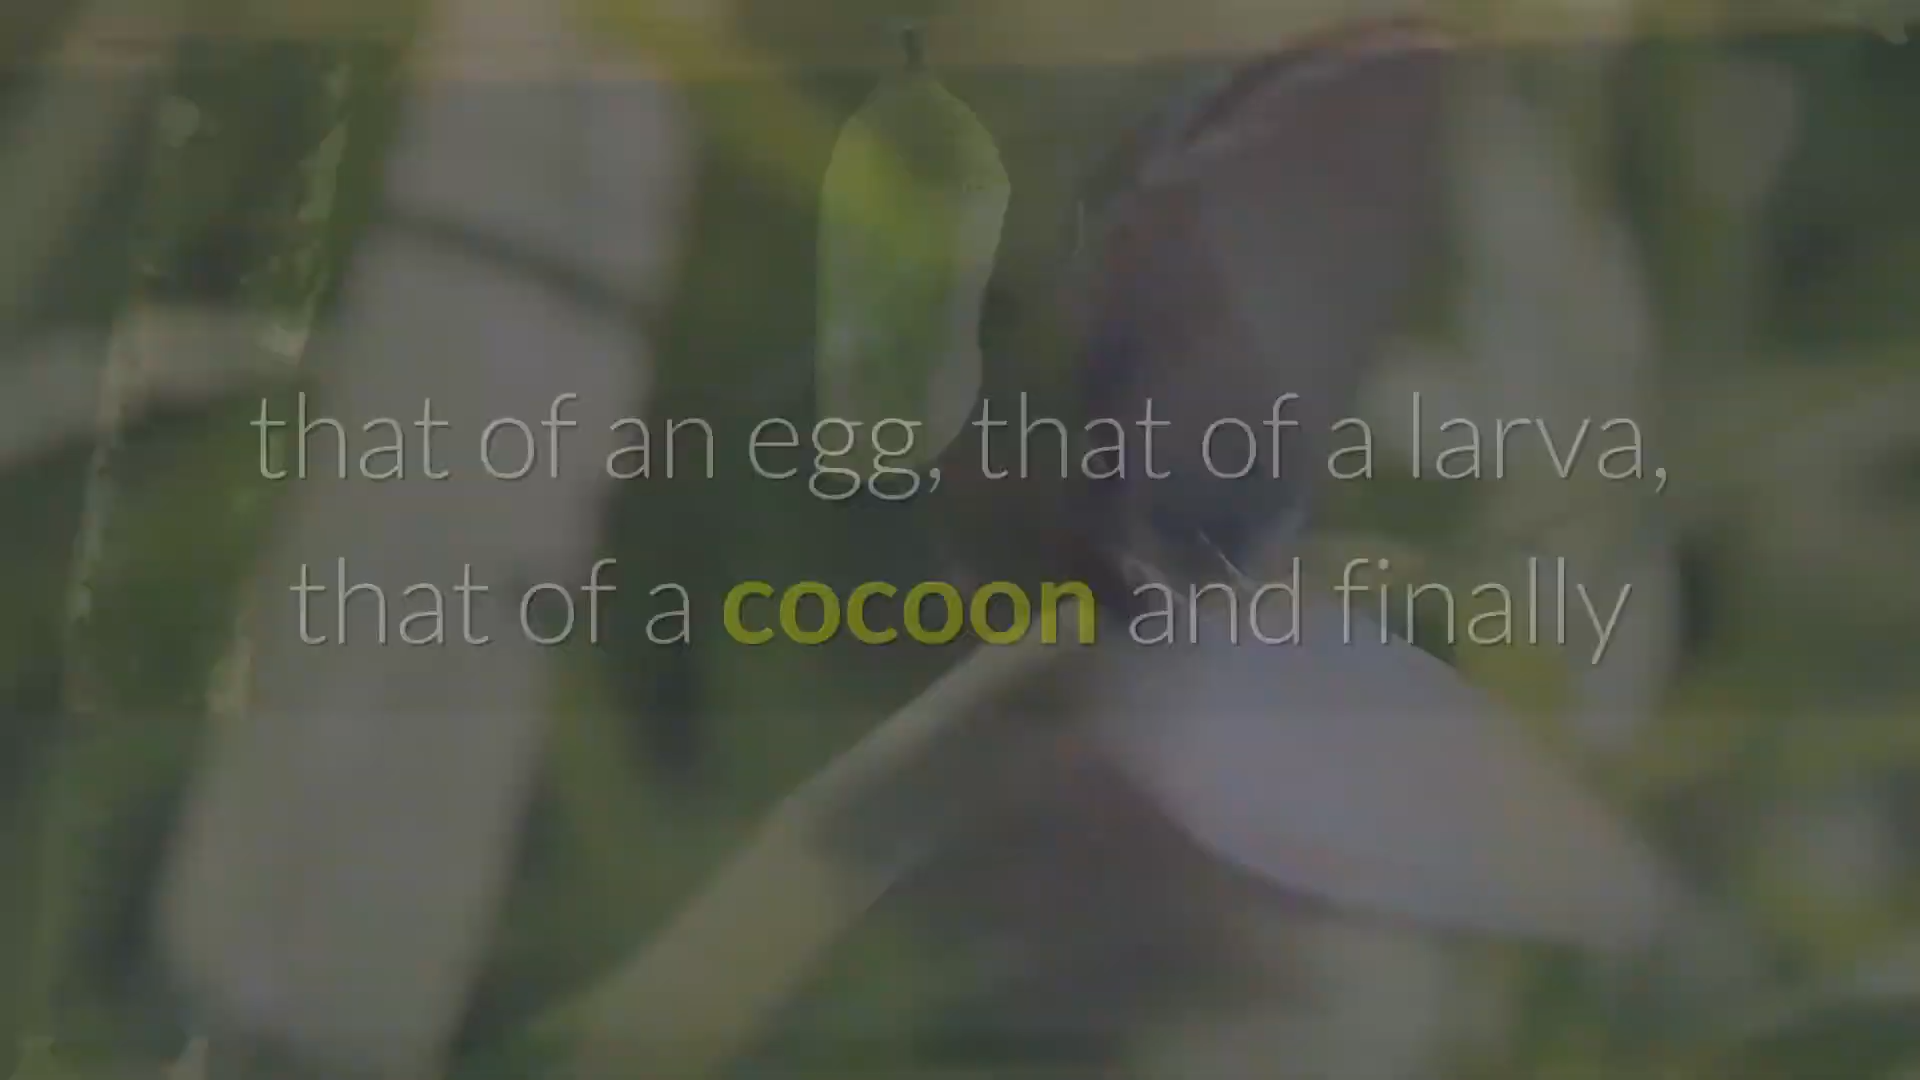 that of an egg, that of a larva,
that of a cocoon and finally